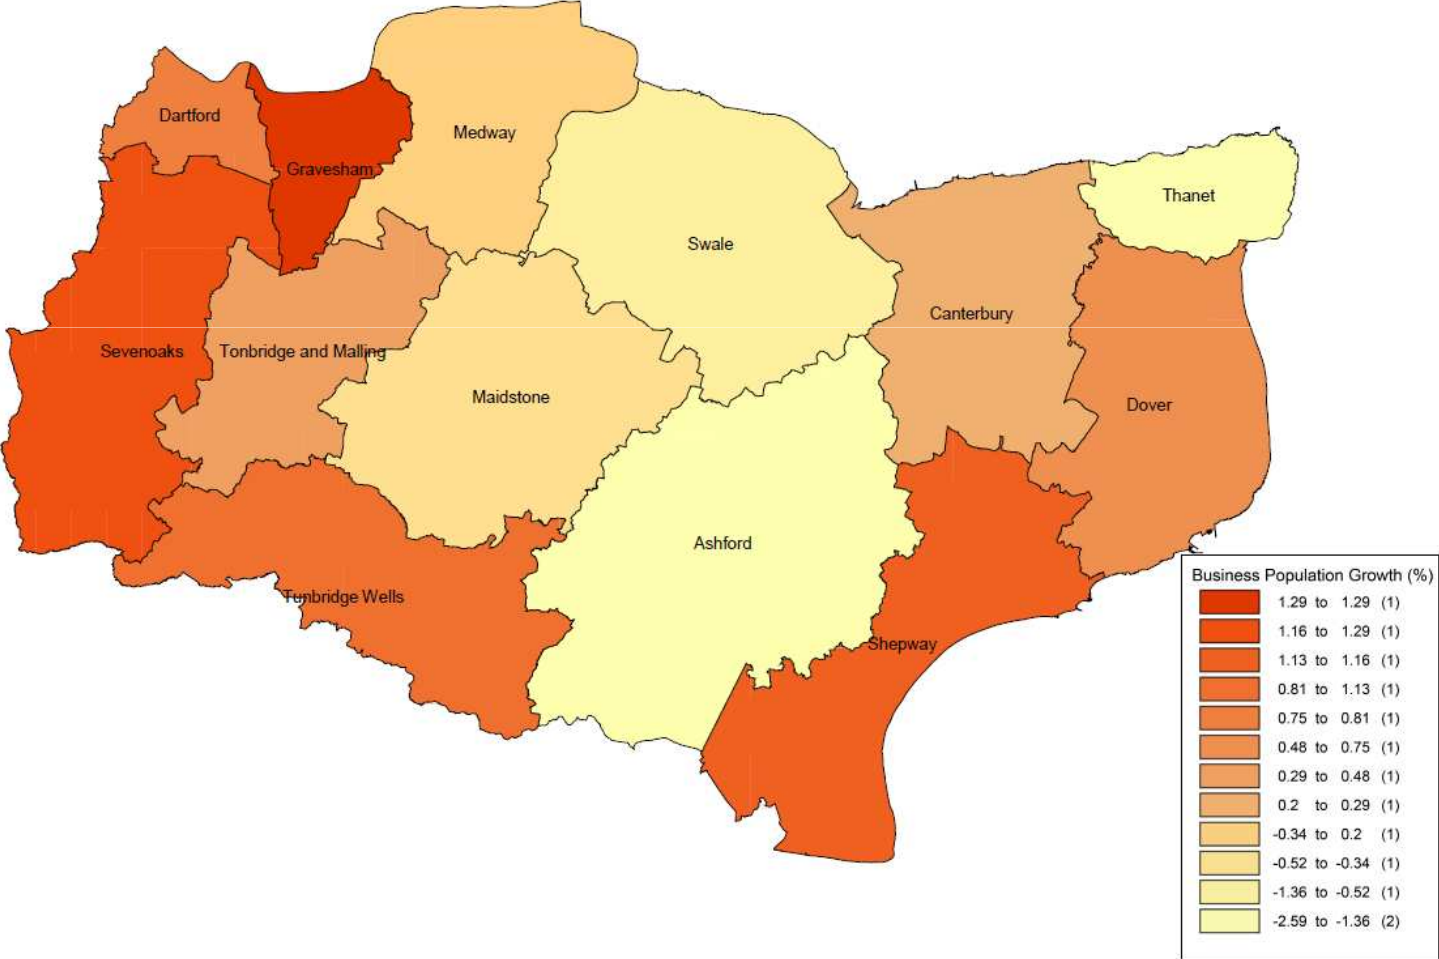 Dartford
Gravesham
Medway
Thanet
Swale
Canterbury
Sevenoaks
Tonbridge and Malling
Maidstone
Dover
Ashford
Tunbridge Wells
Shepway
Business Population Growth (%)
1.29 to 1.29 (1)
1.16 to 1.29 (1)
1.13 to 1.16 (1)
0.81 to 1.13 (1)
0.75 to 0.81 (1)
0.48 to 0.75 (1)
0.29 to 0.48 (1)
0.2 to 0.29 (1)
-0.34 to 0.2 (1)
-0.52 to -0.34 (1)
-1.36 to -0.52 (1)
-2.59 to -1.36 (2)